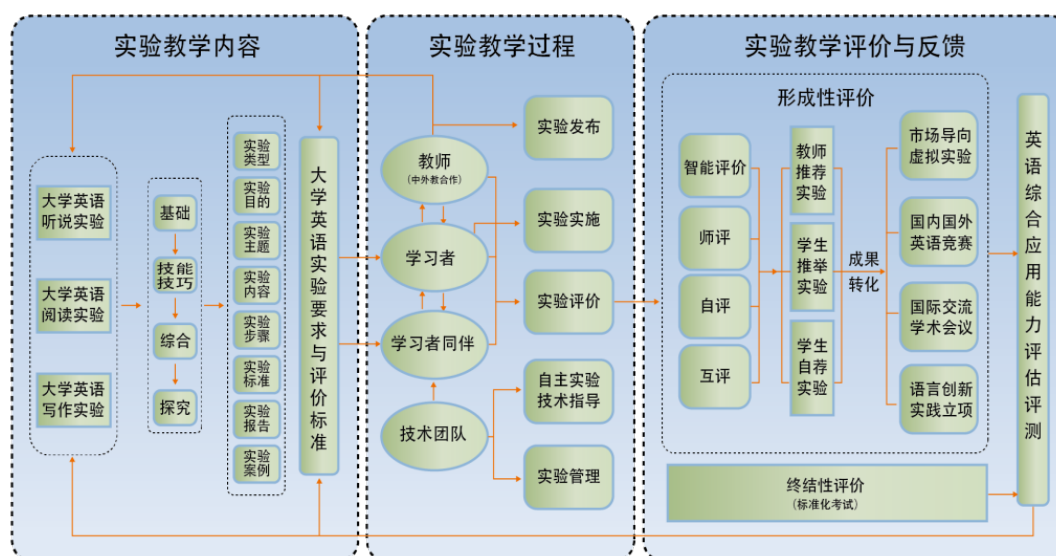 实验教学内容
大学英语
听说实验
大学英语
阅读实验
大学英语
写作实验
基础
技能
技巧
综合
探究
实验
类型
实验
目的
实验
主题
实验
内容
实验
步骤
实验
标准
实验
报告
实验
案例
大学英语实验要求与评价标准
实验教学过程
教师
(中外教合作)
学习者
学习者同伴
技术团队
实验发布
实验实施
实验评价
自主实验
技术指导
实验管理
实验教学评价与反馈
形成性评价
智能评价
师评
自评
互评
教师
推荐
实验
学生
推举
实验
学生
自荐
实验
成果
转化
市场导向
虚拟实验
国内国外
英语竞赛
国际交流
学术会议
语言创新
实践立项
终结性评价
(标准化考试)
英语综合应用能力评估评测